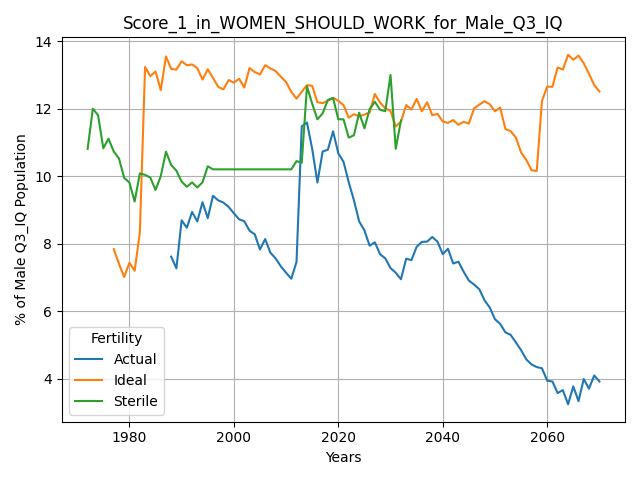 Score_1_in_WOMEN_SHOULD_WORK_for_Male_Q3_IQ
% of Male Q3_IQ Population
14
12
10
8
6
4
Fertility
Actual
Ideal
Sterile
1980 2000 2020 2040 2060
Years